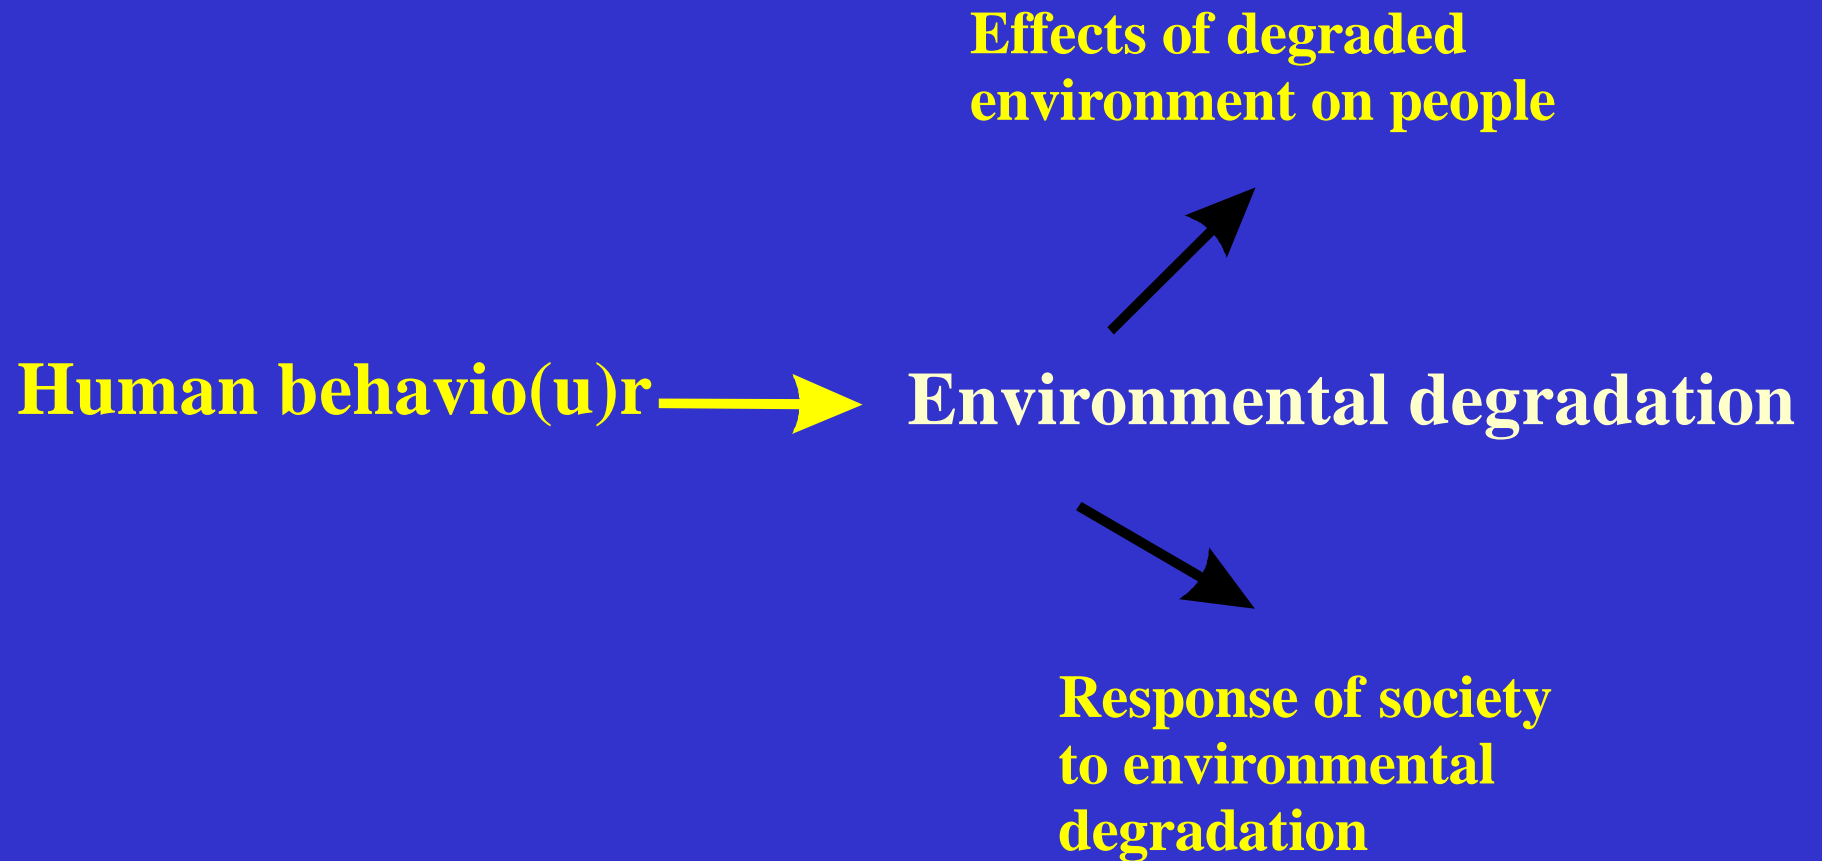 Effects of degraded
environment on people
Human behavio(u)r
Environmental degradation
Response of society
to environmental
degradation